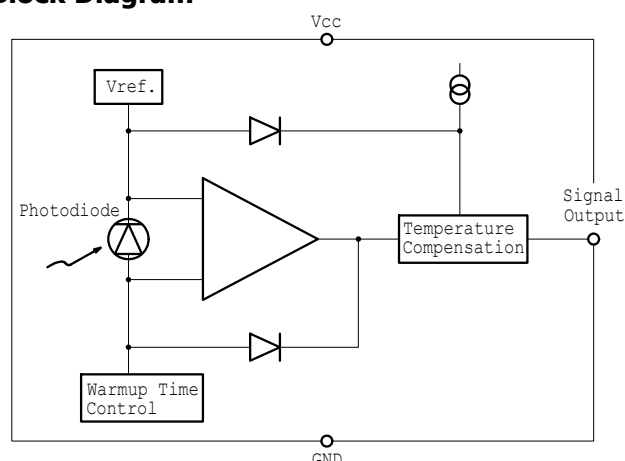 Block Diagram
Vcc
Vref.
Photodiode
Signal
Output
Temperature
Compensation
Warmup Time
Control
GND